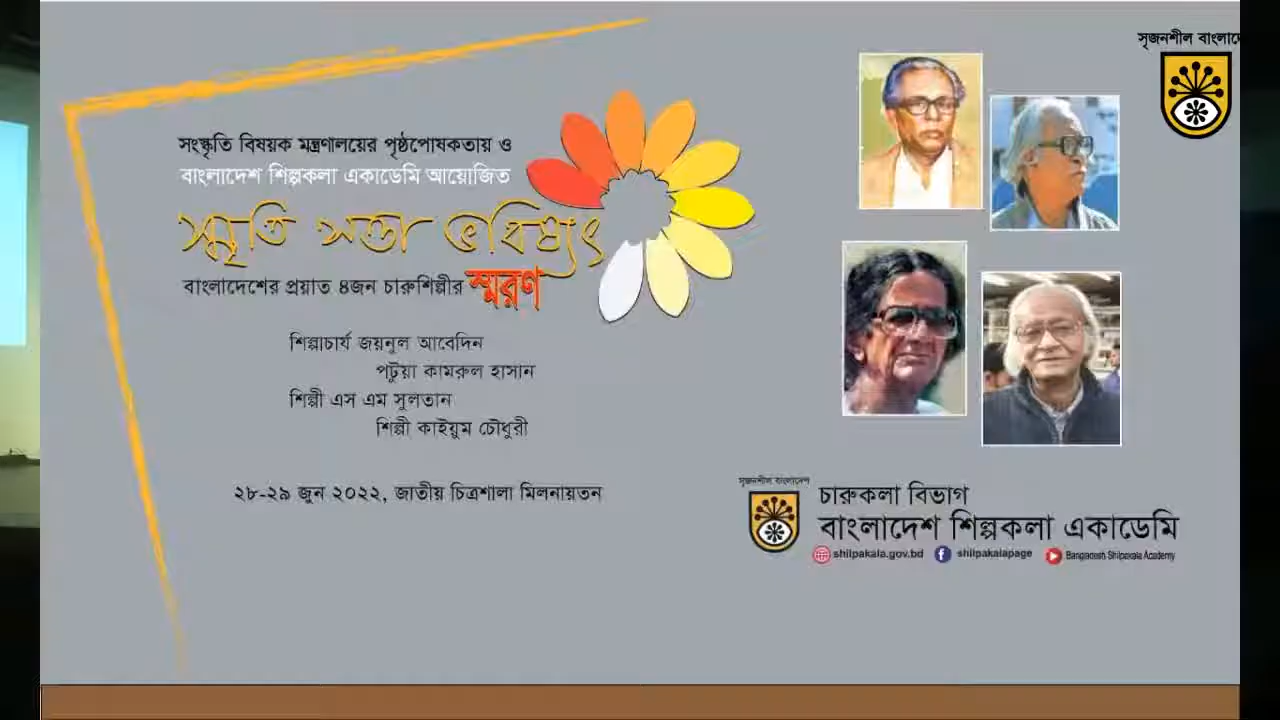 সৃজনশীল বাংলাদে
সংস্কৃতি বিষয়ক মন্ত্রণালয়ের পৃষ্ঠপোষকতায় ও
বাংলাদেশ শিল্পকলা একাডেমি আয়োজিত
স্মৃতি সত্তা ভবিষ্যৎ
বাংলাদেশের প্রয়াত ৪জন চারুশিল্পীর স্মরণ
শিল্পাচার্য জয়নুল আবেদিন
পটুয়া কামরুল হাসান
শিল্পী এস এম সুলতান
শিল্পী কাইয়ুম চৌধুরী
২৮-২৯ জুন ২০২২, জাতীয় চিত্রশালা মিলনায়তন
সৃজনশীল বাংলাদেশ
চারুকলা বিভাগ
বাংলাদেশ শিল্পকলা একাডেমি
shilpakala.gov.bd shilpakalapage Bangladesh Shilpakala Academy